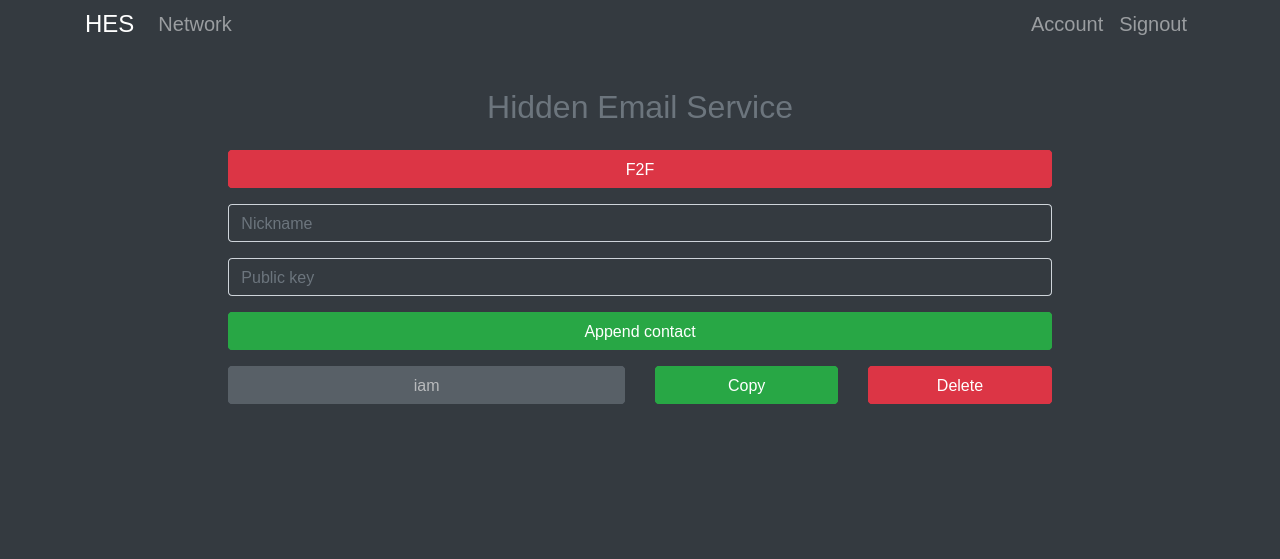 HES Network Account Signout
Hidden Email Service
F2F
Nickname
Public key
Append contact
iam Copy Delete